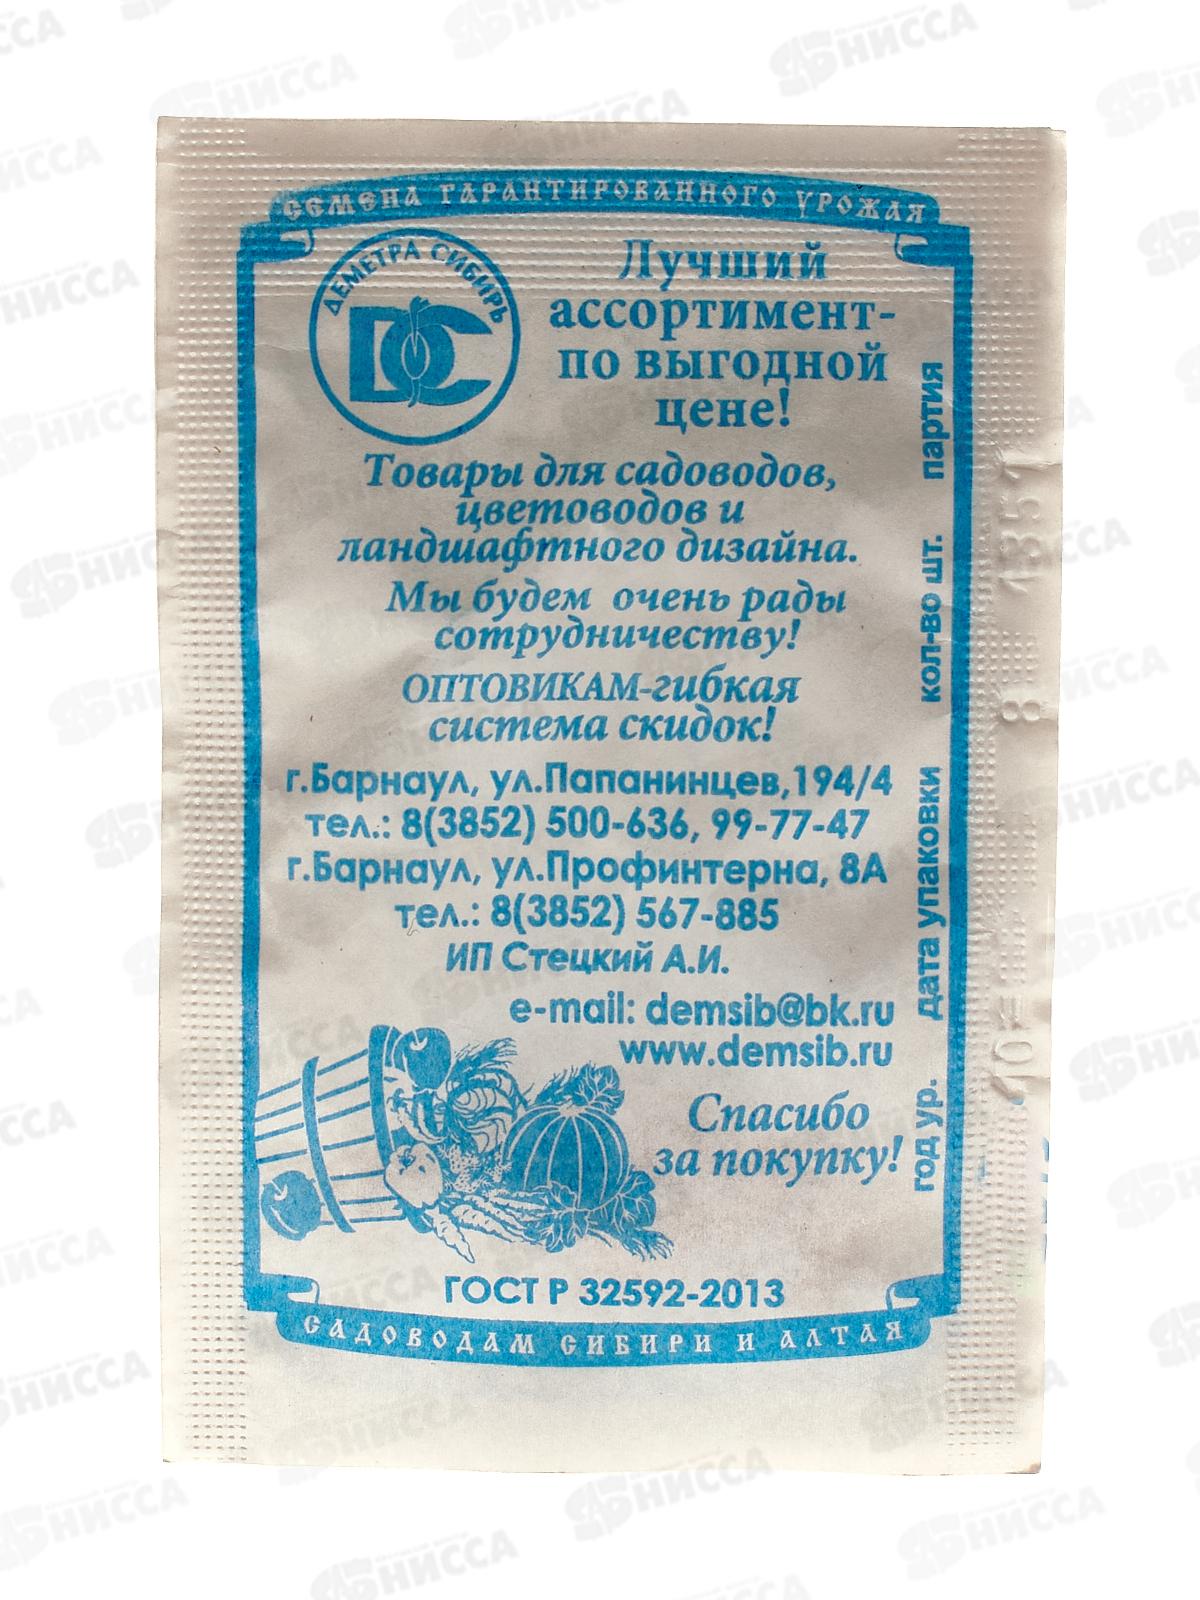 СЕМЕНА ГАРАНТИРОВАННОГО УРОЖАЯ
ДЕМЕТРА СИБИРЬ
DC
Лучший
ассортимент-
по выгодной
цене!
Товары для садоводов,
цветоводов и
ландшафтного дизайна.
Мы будем очень рады
сотрудничеству!
ОПТОВИКАМ-гибкая
система скидок!
г.Барнаул, ул.Папанинцев,194/4
тел.: 8(3852) 500-636, 99-77-47
г.Барнаул, ул.Профинтерна, 8А
тел.: 8(3852) 567-885
ИП Стецкий А.И.
e-mail: demsib@bk.ru
www.demsib.ru
Спасибо
за покупку!
ГОСТ Р 32592-2013
САДОВОДАМ СИБИРИ И АЛТАЯ
год ур. дата упаковки кол-во шт. партия
8 4351
НИССА